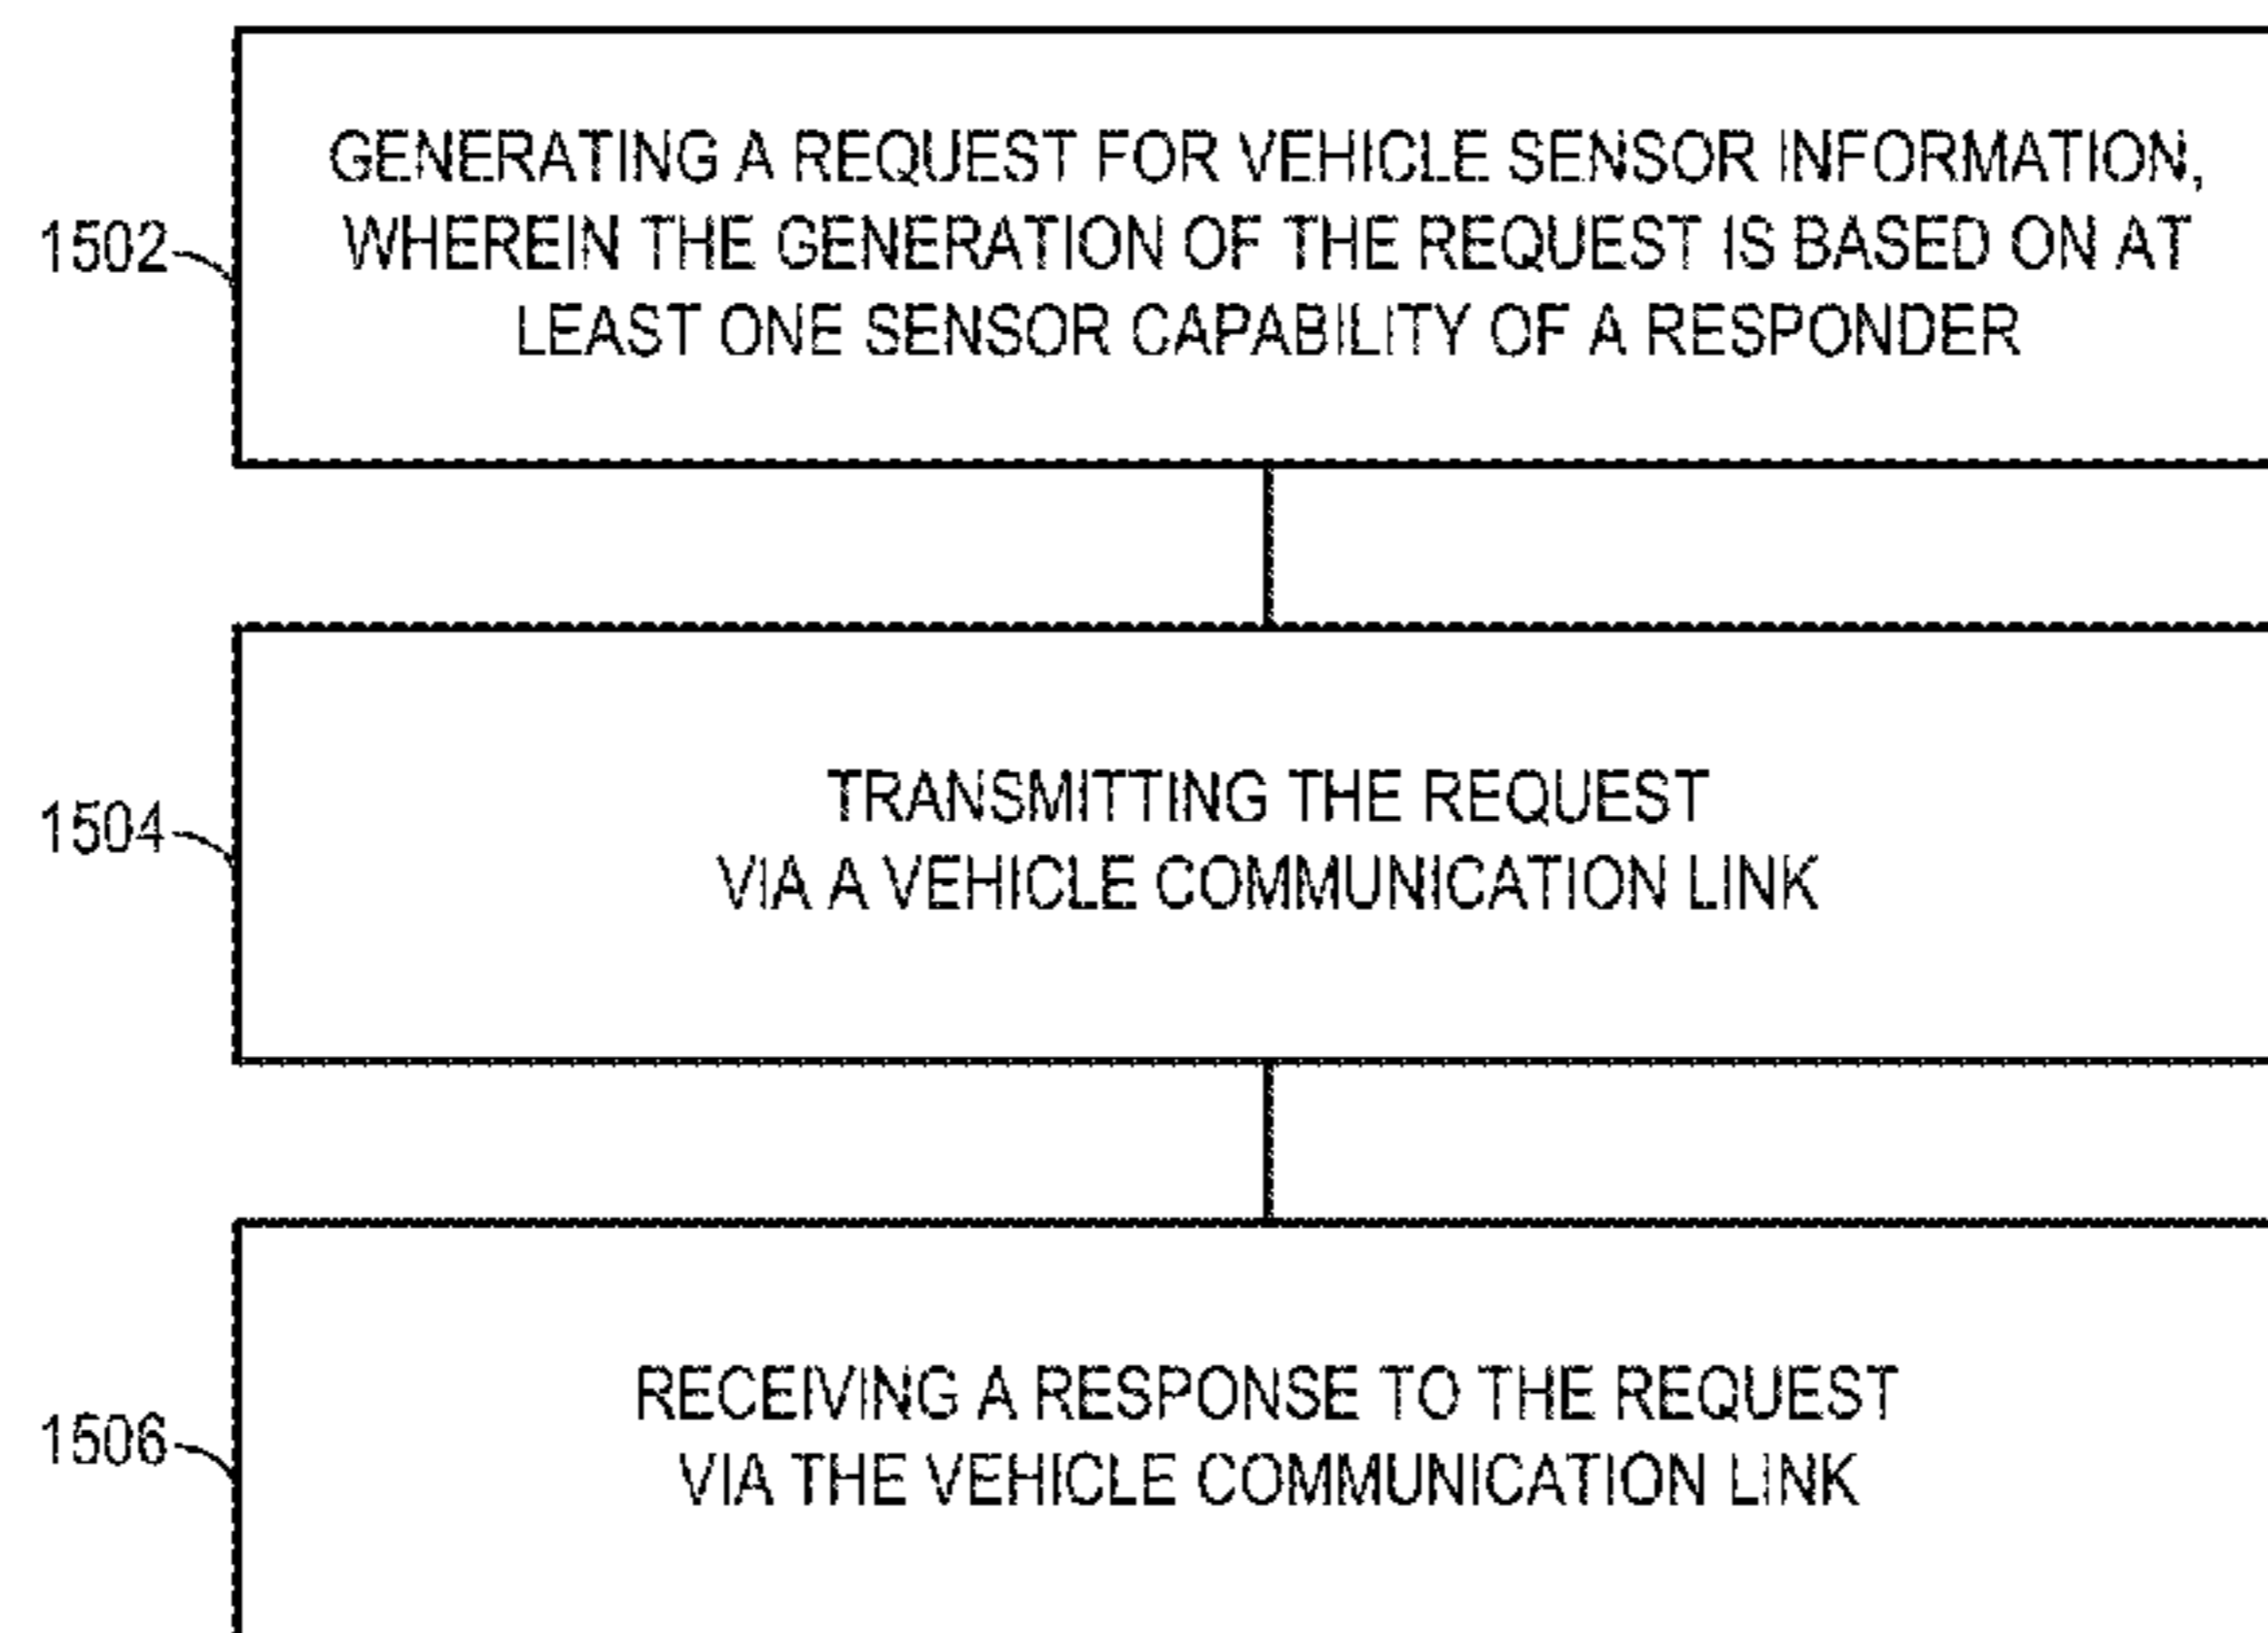 GENERATING A REQUEST FOR VEHICLE SENSOR INFORMATION,
1502
WHEREIN THE GENERATION OF THE REQUEST IS BASED ON AT
LEAST ONE SENSOR CAPABILITY OF A RESPONDER
TRANSMITTING THE REQUEST
1504
VIA A VEHICLE COMMUNICATION LINK
RECEIVING A RESPONSE TO THE REQUEST
1506
VIA THE VEHICLE COMMUNICATION LINK